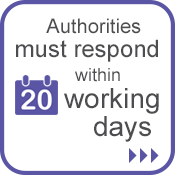 Authorities
must respond
within
20 working
days